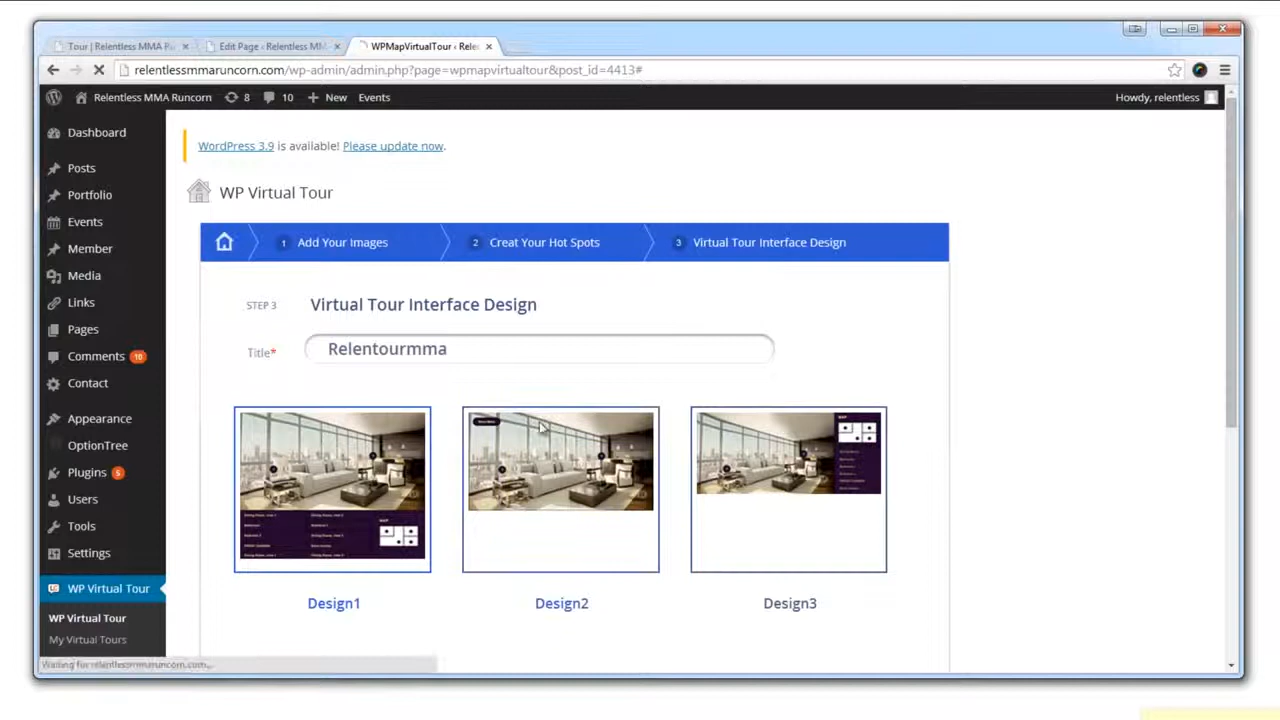 Tour | Relentless MMA Ru
Edit Page ‹ Relentless MM
WPMapVirtualTour ‹ Rele
relentlessmmaruncorn.com/wp-admin/admin.php?page=wpmapvirtualtour&post_id=4413#
Relentless MMA Runcorn 8 10 New Events Howdy, relentless
Dashboard
Posts
Portfolio
Events
Member
Media
Links
Pages
Comments 10
Contact
Appearance
OptionTree
Plugins 5
Users
Tools
Settings
WP Virtual Tour
WP Virtual Tour
My Virtual Tours
WordPress 3.9 is available! Please update now.
WP Virtual Tour
1 Add Your Images
2 Creat Your Hot Spots
3 Virtual Tour Interface Design
STEP 3 Virtual Tour Interface Design
Title* Relentourmma
Design1
Design2
Design3
Waiting for relentlessmmaruncorn.com...